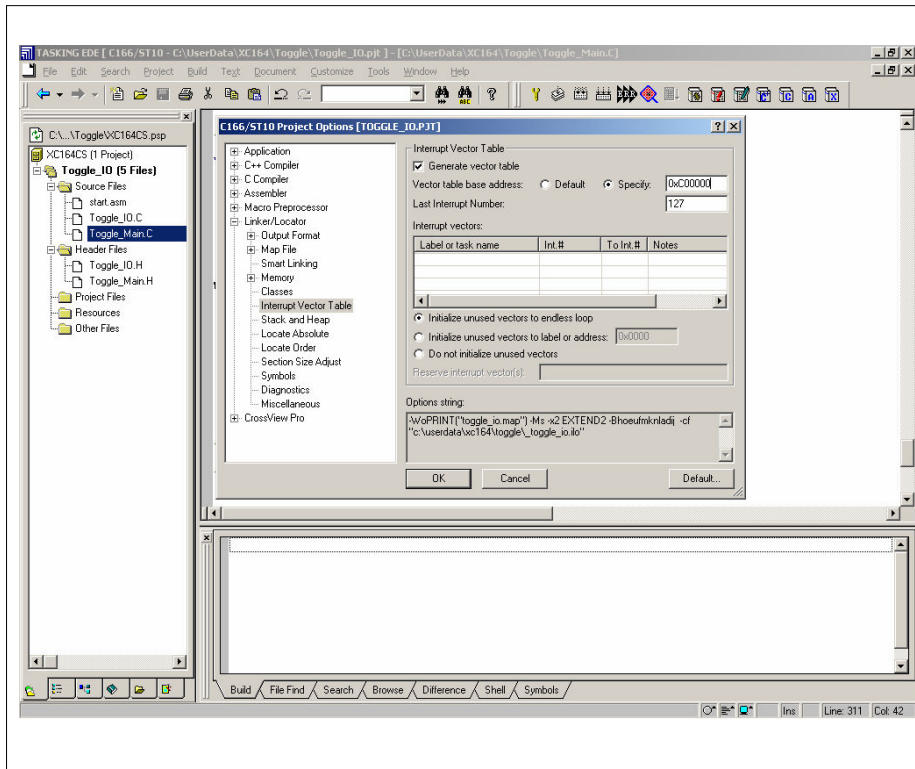 TASKING EDE [ C166/ST10 - C:\UserData\XC164\Toggle\Toggle_IO.pjt ] - [C:\UserData\XC164\Toggle\Toggle_Main.C]
File Edit Search Project Build Text Document Customize Tools Window Help
C:\...\Toggle\XC164CS.psp
XC164CS (1 Project)
Toggle_IO (5 Files)
Source Files
start.asm
Toggle_IO.C
Toggle_Main.C
Header Files
Toggle_IO.H
Toggle_Main.H
Project Files
Resources
Other Files
C166/ST10 Project Options [TOGGLE_IO.PJT]
Application
C++ Compiler
C Compiler
Assembler
Macro Preprocessor
Linker/Locator
Output Format
Map File
Smart Linking
Memory
Classes
Interrupt Vector Table
Stack and Heap
Locate Absolute
Locate Order
Section Size Adjust
Symbols
Diagnostics
Miscellaneous
CrossView Pro
Interrupt Vector Table
Generate vector table
Vector table base address: Default Specify: 0xC00000
Last Interrupt Number: 127
Interrupt vectors:
Label or task name Int.# To Int.# Notes
Initialize unused vectors to endless loop
Initialize unused vectors to label or address: 0x0000
Do not initialize unused vectors
Reserve interrupt vector(s):
Options string:
-WoPRINT("toggle_io.map") -Ms -x2 EXTEND2 -Bhoeufmknladij -cf
"c:\userdata\xc164\toggle\_toggle_io.ilo"
OK Cancel Default...
Build File Find Search Browse Difference Shell Symbols
Ins Line: 311 Col: 42